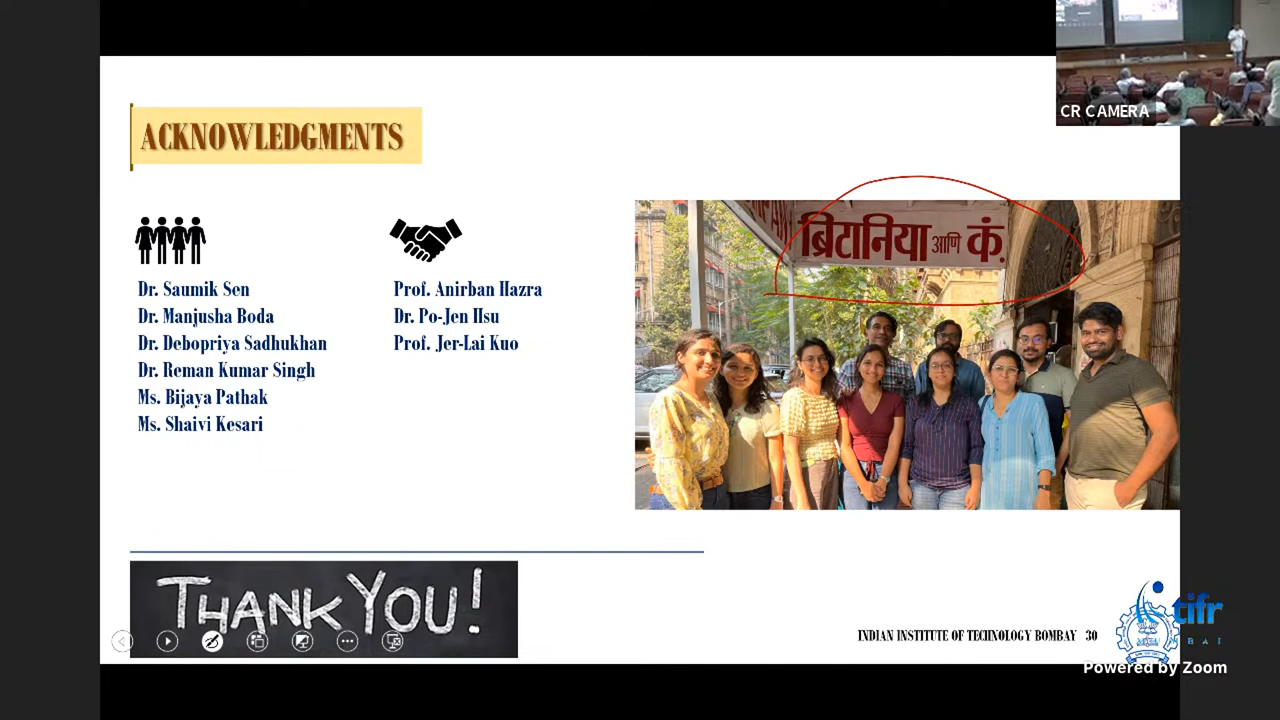 CR CAMERA
ACKNOWLEDGMENTS
Dr. Saumik Sen
Dr. Manjusha Boda
Dr. Debopriya Sadhukhan
Dr. Reman Kumar Singh
Ms. Bijaya Pathak
Ms. Shaivi Kesari
Prof. Anirban Hazra
Dr. Po-Jen Hsu
Prof. Jer-Lai Kuo
ब्रिटानिया आणि कं.
THANK YOU!
INDIAN INSTITUTE OF TECHNOLOGY BOMBAY 30
tifr
Powered by Zoom